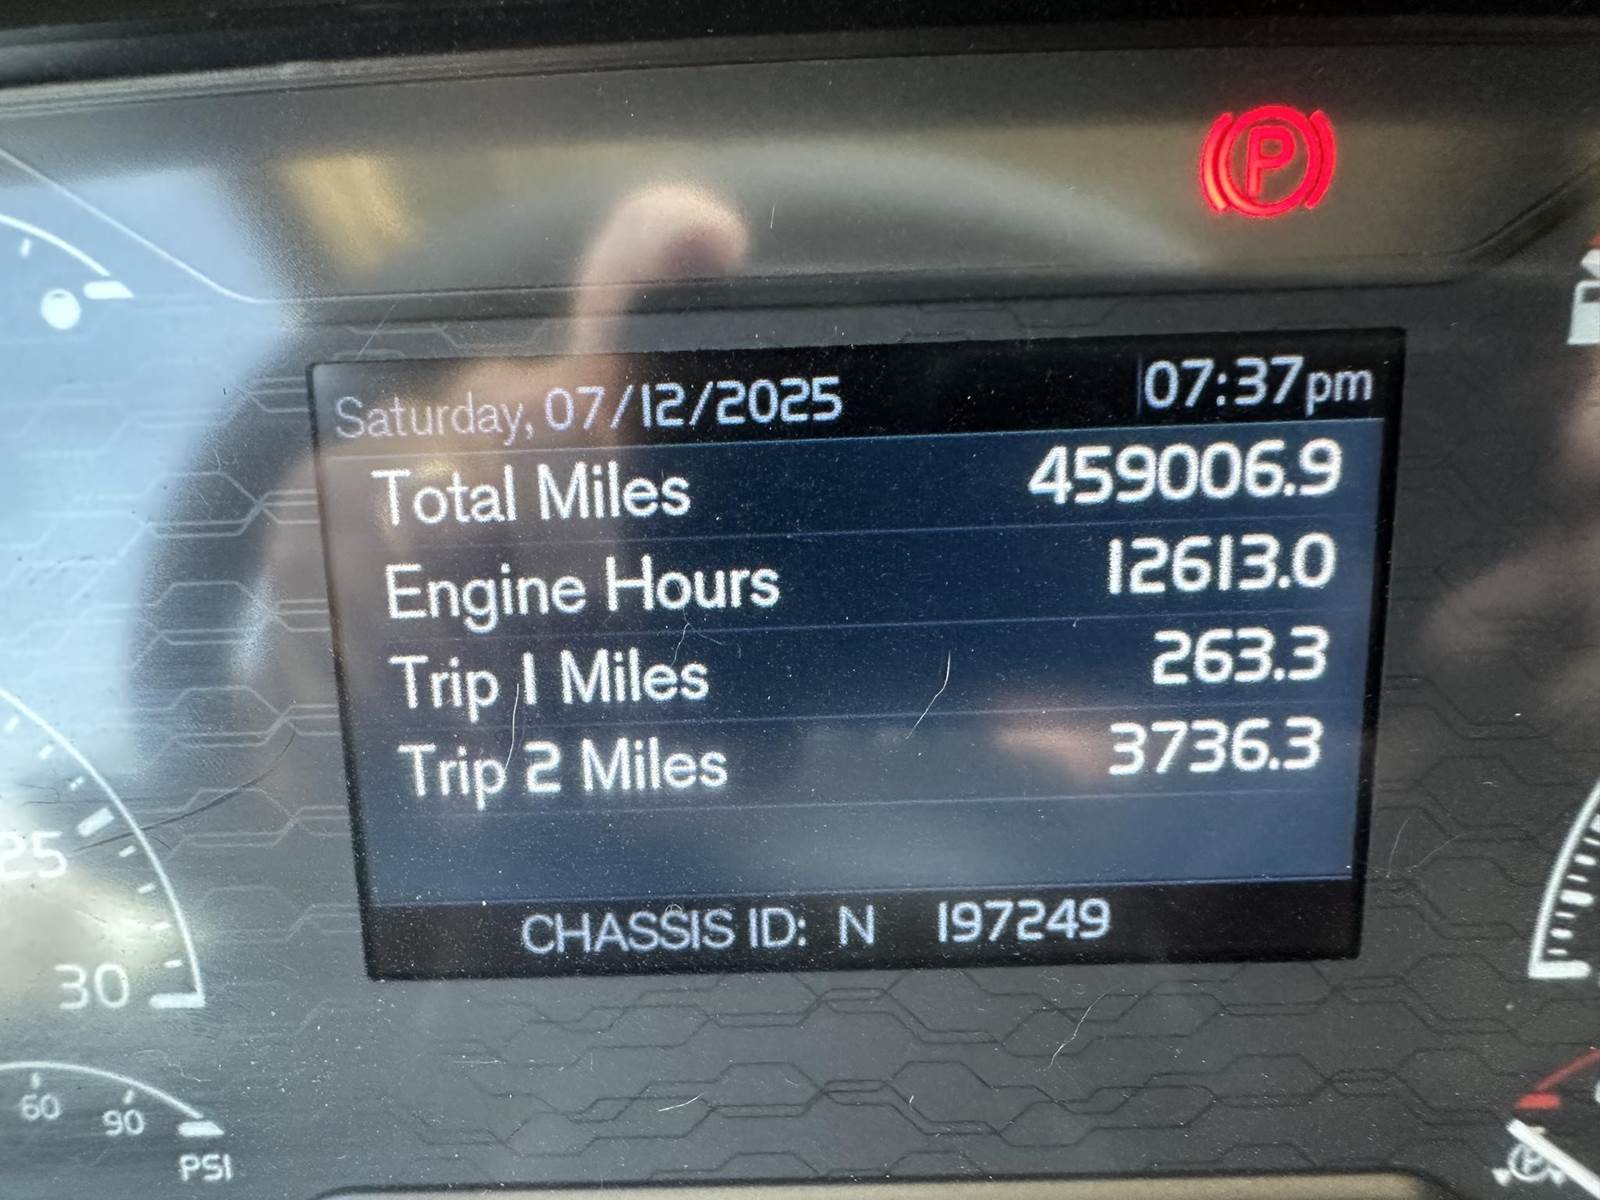 P
Saturday, 07/12/2025 07:37pm
Total Miles 459006.9
Engine Hours 12613.0
Trip 1 Miles 263.3
Trip 2 Miles 3736.3
CHASSIS ID: N 197249
25
30
60
90
PSI
P